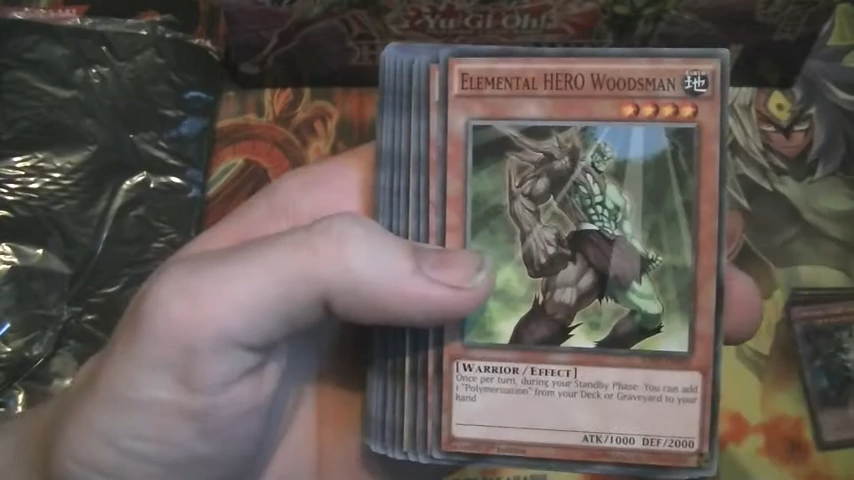 Yu-Gi-Oh!
ELEMENTAL HERO WOODSMAN
地
[WARRIOR/EFFECT]
Once per turn, during your Standby Phase: You can add
1 "Polymerization" from your Deck or Graveyard to your
hand
ATK/1000 DEF/2000